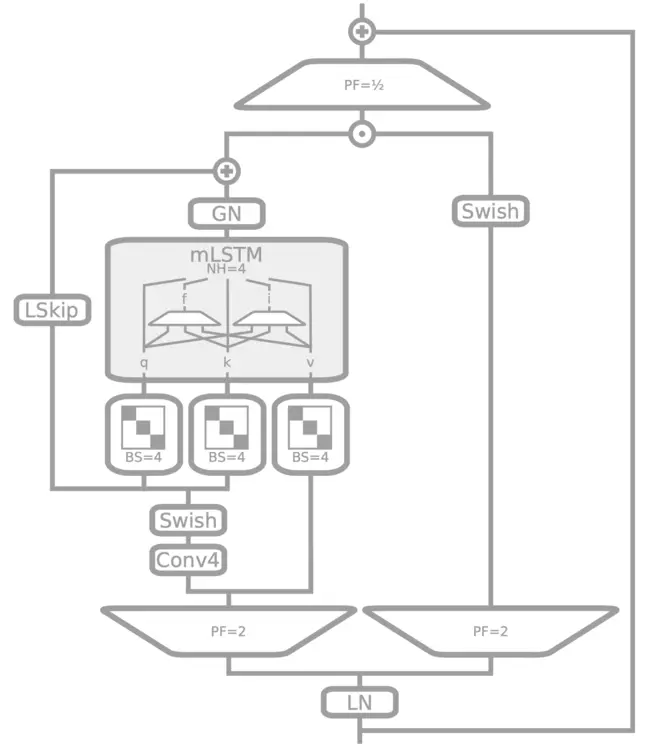 PF=½
Swish
GN
mLSTM
NH=4
f i
LSkip
q k v
BS=4 BS=4 BS=4
Swish
Conv4
PF=2 PF=2
LN